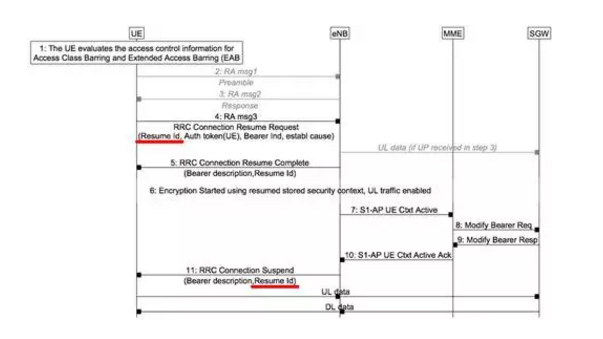 UE eNB MME SGW
1: The UE evaluates the access control information for
Access Class Barring and Extended Access Barring (EAB
2: RA msg1
Preamble
3: RA msg2
Response
4: RA msg3
RRC Connection Resume Request
(Resume Id, Auth token(UE), Bearer Ind, establ cause)
UL data (if UP received in step 3)
5: RRC Connection Resume Complete
(Bearer description,Resume Id)
6: Encryption Started using resumed stored security context, UL traffic enabled
7: S1-AP UE Ctxt Active
8: Modify Bearer Req
9: Modify Bearer Resp
10: S1-AP UE Ctxt Active Ack
11: RRC Connection Suspend
(Bearer description,Resume Id)
UL data
DL data